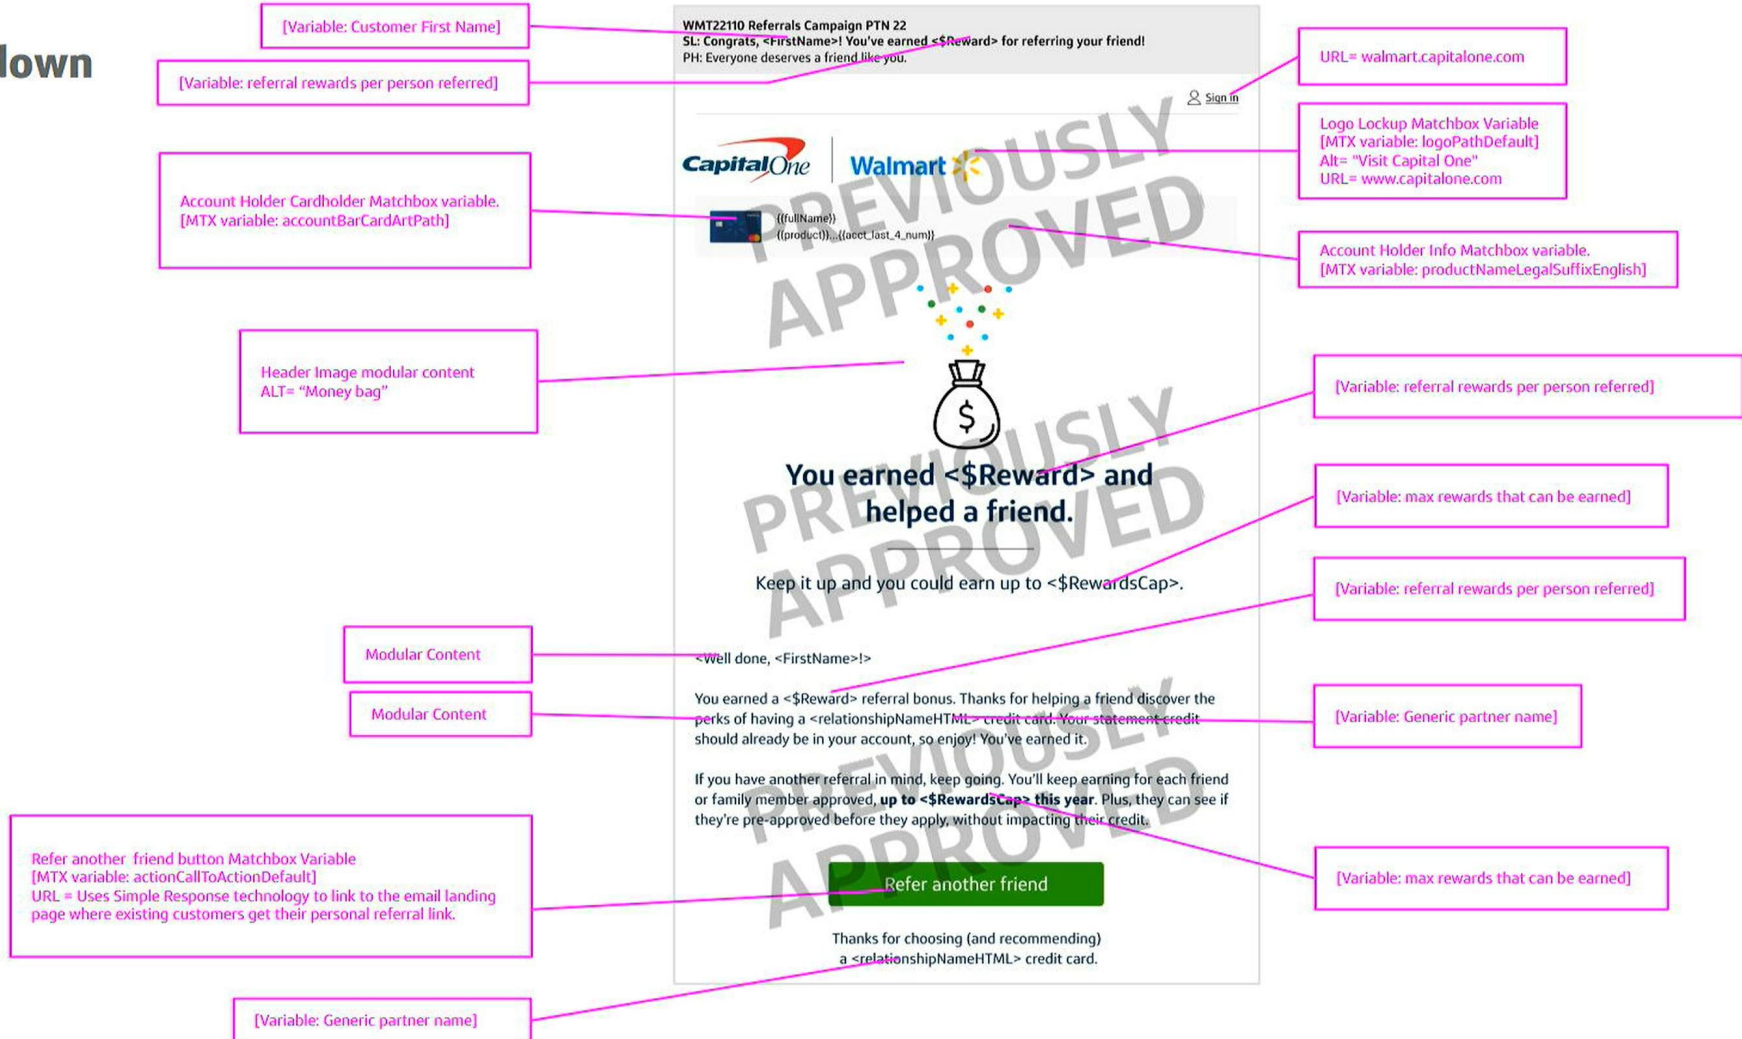 down
[Variable: Customer First Name]
[Variable: referral rewards per person referred]
Account Holder Cardholder Matchbox variable.
[MTX variable: accountBarCardArtPath]
Header Image modular content
ALT= “Money bag”
Modular Content
Modular Content
Refer another friend button Matchbox Variable
[MTX variable: actionCallToActionDefault]
URL = Uses Simple Response technology to link to the email landing
page where existing customers get their personal referral link.
[Variable: Generic partner name]
WMT22110 Referrals Campaign PTN 22
SL: Congrats, <FirstName>! You've earned <$Reward> for referring your friend!
PH: Everyone deserves a friend like you.
Sign in
CapitalOne
Walmart
{{fullName}}
{{product}}...{{acct_last_4_num}}
PREVIOUSLY
APPROVED
$
You earned <$Reward> and
helped a friend.
PREVIOUSLY
APPROVED
Keep it up and you could earn up to <$RewardsCap>.
<Well done, <FirstName>!>
You earned a <$Reward> referral bonus. Thanks for helping a friend discover the
perks of having a <relationshipNameHTML> credit card. Your statement credit
should already be in your account, so enjoy! You've earned it.
PREVIOUSLY
APPROVED
If you have another referral in mind, keep going. You'll keep earning for each friend
or family member approved, up to <$RewardsCap> this year. Plus, they can see if
they're pre-approved before they apply, without impacting their credit.
Refer another friend
Thanks for choosing (and recommending)
a <relationshipNameHTML> credit card.
URL= walmart.capitalone.com
Logo Lockup Matchbox Variable
[MTX variable: logoPathDefault]
Alt= "Visit Capital One"
URL= www.capitalone.com
Account Holder Info Matchbox variable.
[MTX variable: productNameLegalSuffixEnglish]
[Variable: referral rewards per person referred]
[Variable: max rewards that can be earned]
[Variable: referral rewards per person referred]
[Variable: Generic partner name]
[Variable: max rewards that can be earned]